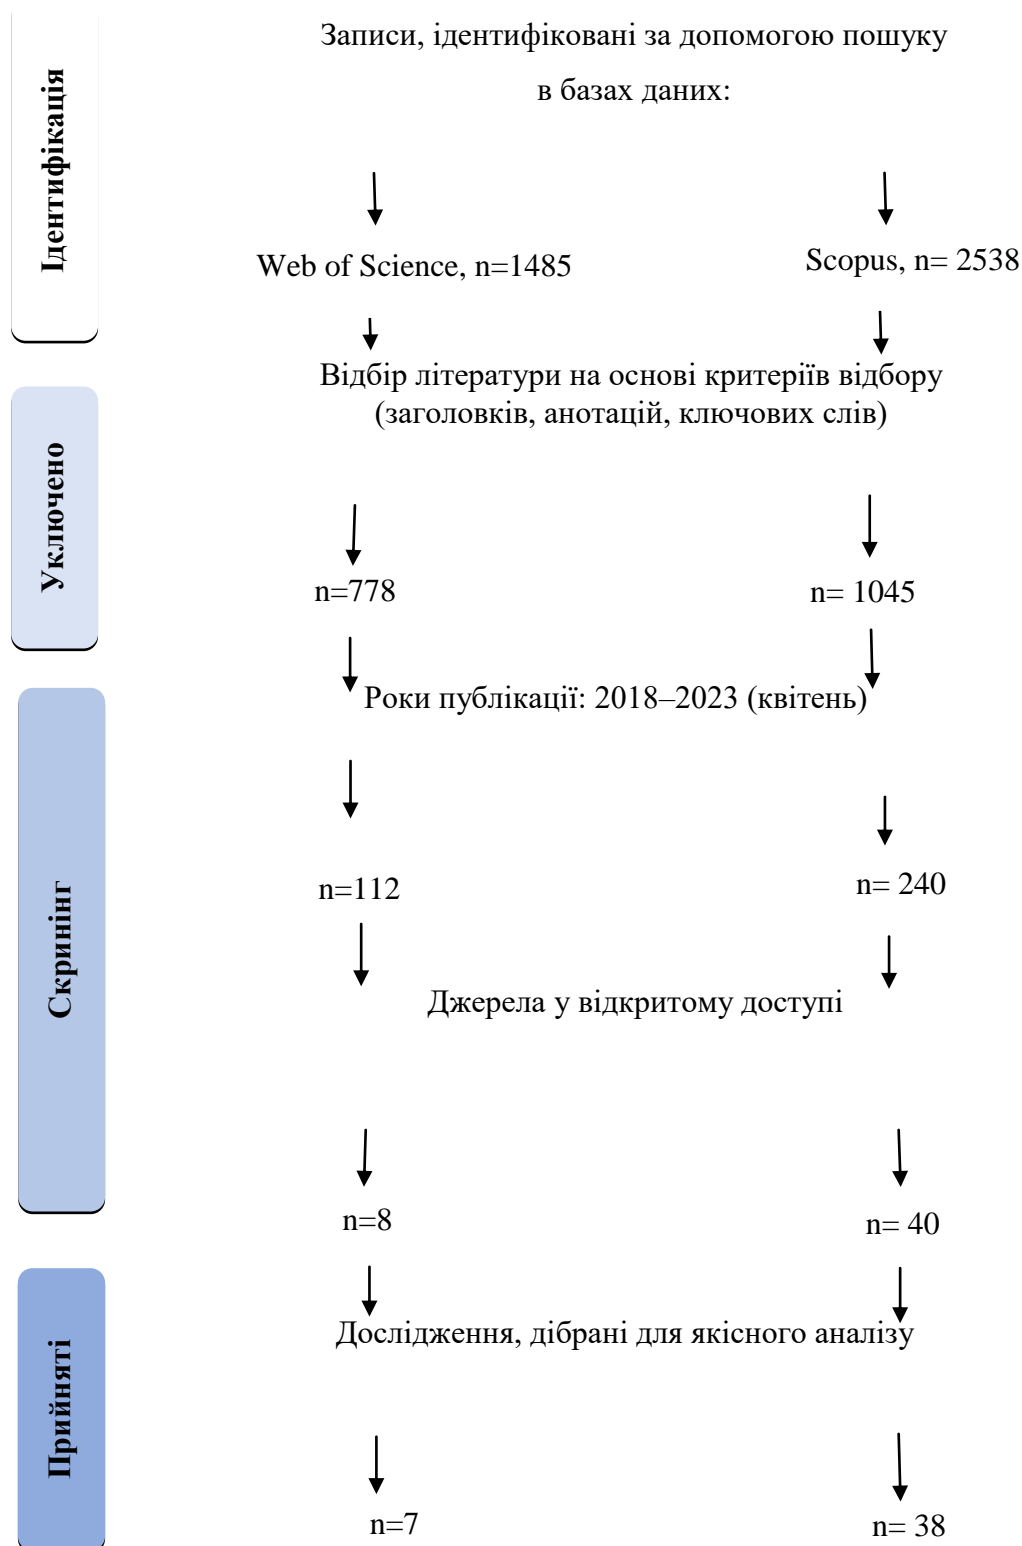 Ідентифікація
Записи, ідентифіковані за допомогою пошуку
в базах даних:
Web of Science, n=1485
Scopus, n= 2538
Уключено
Відбір літератури на основі критеріїв відбору
(заголовків, анотацій, ключових слів)
n=778
n= 1045
Скринінг
Роки публікації: 2018–2023 (квітень)
n=112
n= 240
Джерела у відкритому доступі
n=8
n= 40
Прийняті
Дослідження, дібрані для якісного аналізу
n=7
n= 38